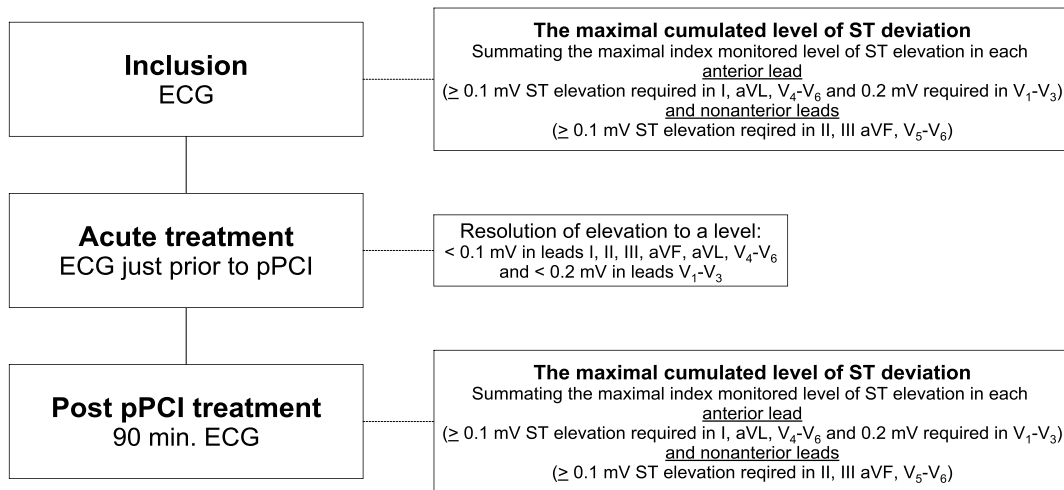 Inclusion
ECG
The maximal cumulated level of ST deviation
Summating the maximal index monitored level of ST elevation in each
anterior lead
(≥ 0.1 mV ST elevation required in I, aVL, V₄-V₆ and 0.2 mV required in V₁-V₃)
and nonanterior leads
(≥ 0.1 mV ST elevation reqired in II, III aVF, V₅-V₆)
Acute treatment
ECG just prior to pPCI
Resolution of elevation to a level:
< 0.1 mV in leads I, II, III, aVF, aVL, V₄-V₆
and < 0.2 mV in leads V₁-V₃
Post pPCI treatment
90 min. ECG
The maximal cumulated level of ST deviation
Summating the maximal index monitored level of ST elevation in each
anterior lead
(≥ 0.1 mV ST elevation required in I, aVL, V₄-V₆ and 0.2 mV required in V₁-V₃)
and nonanterior leads
(≥ 0.1 mV ST elevation reqired in II, III aVF, V₅-V₆)